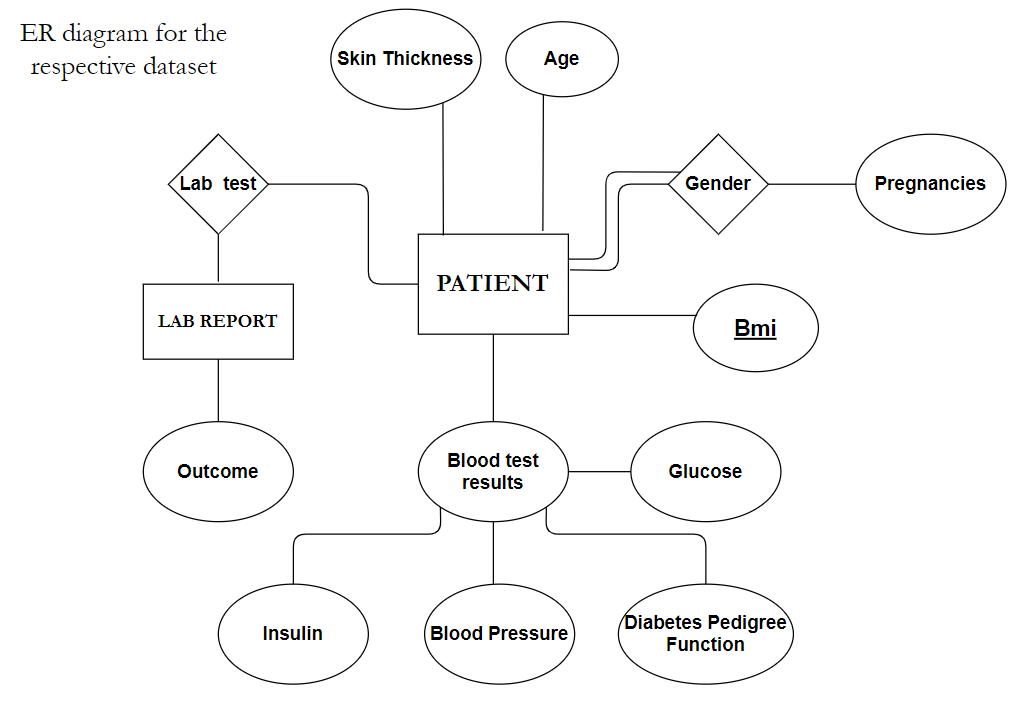 ER diagram for the
respective dataset
Skin Thickness
Age
Lab test
Gender
Pregnancies
PATIENT
LAB REPORT
Bmi
Outcome
Blood test
results
Glucose
Insulin
Blood Pressure
Diabetes Pedigree
Function